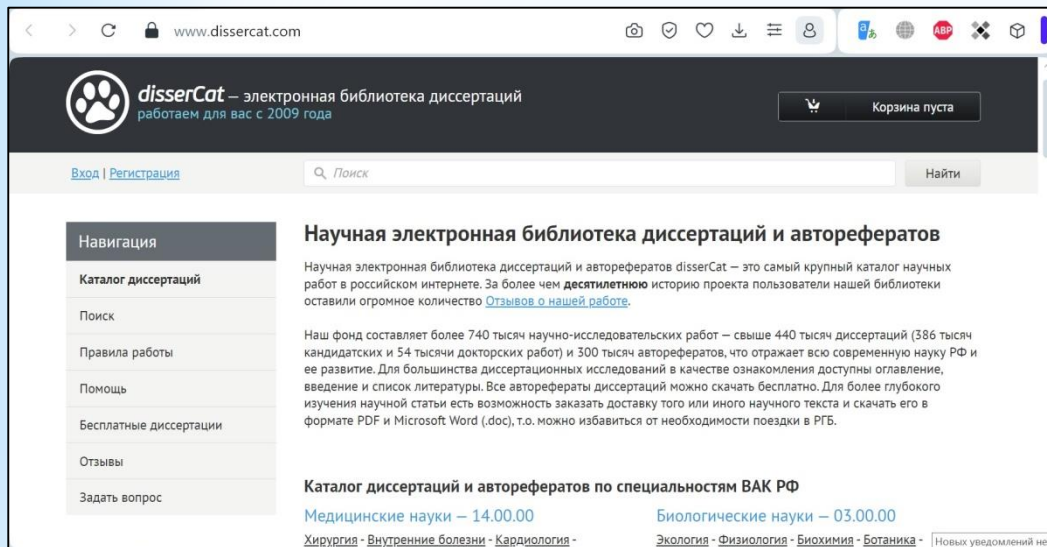 www.dissercat.com
ABP
disserCat – электронная библиотека диссертаций
работаем для вас с 2009 года
Корзина пуста
Вход | Регистрация
Поиск
Найти
Навигация
Каталог диссертаций
Поиск
Правила работы
Помощь
Бесплатные диссертации
Отзывы
Задать вопрос
Научная электронная библиотека диссертаций и авторефератов
Научная электронная библиотека диссертаций и авторефератов disserCat — это самый крупный каталог научных
работ в российском интернете. За более чем десятилетнюю историю проекта пользователи нашей библиотеки
оставили огромное количество Отзывов о нашей работе.
Наш фонд составляет более 740 тысяч научно-исследовательских работ — свыше 440 тысяч диссертаций (386 тысяч
кандидатских и 54 тысячи докторских работ) и 300 тысяч авторефератов, что отражает всю современную науку РФ и
ее развитие. Для большинства диссертационных исследований в качестве ознакомления доступны оглавление,
введение и список литературы. Все авторефераты диссертаций можно скачать бесплатно. Для более глубокого
изучения научной статьи есть возможность заказать доставку того или иного научного текста и скачать его в
формате PDF и Microsoft Word (.doc), т.о. можно избавиться от необходимости поездки в РГБ.
Каталог диссертаций и авторефератов по специальностям ВАК РФ
Медицинские науки — 14.00.00
Хирургия - Внутренние болезни - Кардиология -
Биологические науки — 03.00.00
Экология - Физиология - Биохимия - Ботаника -
Новых уведомлений не